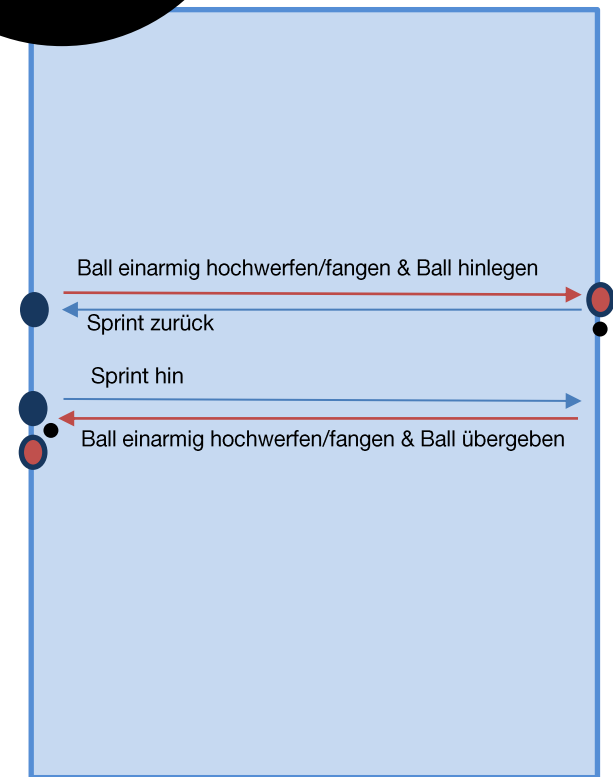 Ball einarmig hochwerfen/fangen & Ball hinlegen
Sprint zurück
Sprint hin
Ball einarmig hochwerfen/fangen & Ball übergeben